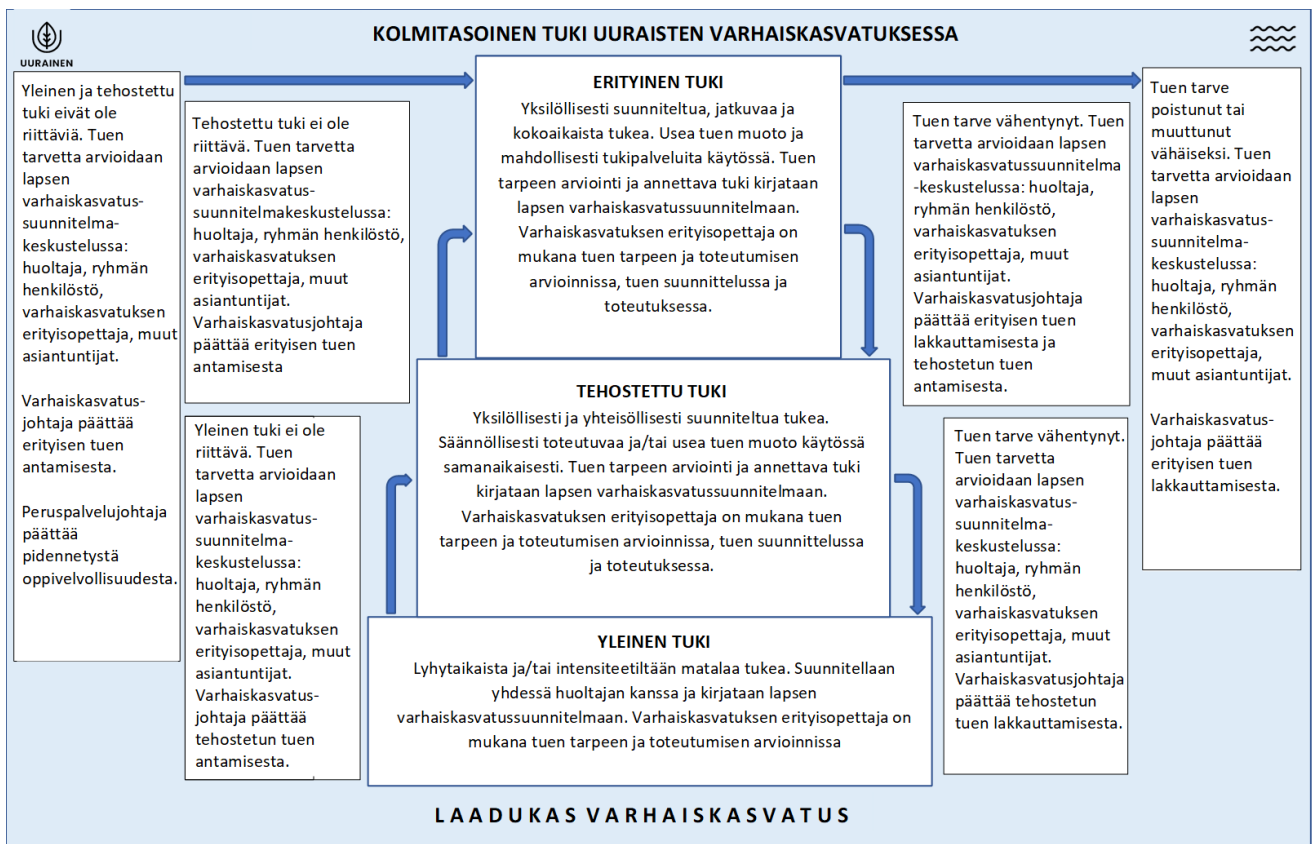 KOLMITASOINEN TUKI UURAISTEN VARHAISKASVATUKSESSA
UURAINEN
Yleinen ja tehostettu
tuki eivät ole
riittäviä. Tuen
tarvetta arvioidaan
lapsen
varhaiskasvatus-
suunnitelma-
keskustelussa:
huoltaja, ryhmän
henkilöstö,
varhaiskasvatuksen
erityisopettaja, muut
asiantuntijat.
Varhaiskasvatus-
johtaja päättää
erityisen tuen
antamisesta.
Peruspalvelujohtaja
päättää
pidennetystä
oppivelvollisuudesta.
Tehostettu tuki ei ole
riittävä. Tuen tarvetta
arvioidaan lapsen
varhaiskasvatus-
suunnitelmakeskustelussa:
huoltaja, ryhmän henkilöstö,
varhaiskasvatuksen
erityisopettaja, muut
asiantuntijat.
Varhaiskasvatusjohtaja
päättää erityisen tuen
antamisesta
Yleinen tuki ei ole
riittävä. Tuen
tarvetta arvioidaan
lapsen
varhaiskasvatus-
suunnitelma-
keskustelussa:
huoltaja, ryhmän
henkilöstö,
varhaiskasvatuksen
erityisopettaja, muut
asiantuntijat.
Varhaiskasvatus-
johtaja päättää
tehostetun tuen
antamisesta.
ERITYINEN TUKI
Yksilöllisesti suunniteltua, jatkuvaa ja
kokoaikaista tukea. Usea tuen muoto ja
mahdollisesti tukipalveluita käytössä. Tuen
tarpeen arviointi ja annettava tuki kirjataan
lapsen varhaiskasvatussuunnitelmaan.
Varhaiskasvatuksen erityisopettaja on
mukana tuen tarpeen ja toteutumisen
arvioinnissa, tuen suunnittelussa ja
toteutuksessa.
TEHOSTETTU TUKI
Yksilöllisesti ja yhteisöllisesti suunniteltua tukea.
Säännöllisesti toteutuvaa ja/tai usea tuen muoto käytössä
samanaikaisesti. Tuen tarpeen arviointi ja annettava tuki
kirjataan lapsen varhaiskasvatussuunnitelmaan.
Varhaiskasvatuksen erityisopettaja on mukana tuen
tarpeen ja toteutumisen arvioinnissa, tuen suunnittelussa
ja toteutuksessa.
YLEINEN TUKI
Lyhytaikaista ja/tai intensiteetiltään matalaa tukea. Suunnitellaan
yhdessä huoltajan kanssa ja kirjataan lapsen
varhaiskasvatussuunnitelmaan. Varhaiskasvatuksen erityisopettaja on
mukana tuen tarpeen ja toteutumisen arvioinnissa
Tuen tarve vähentynyt. Tuen
tarvetta arvioidaan lapsen
varhaiskasvatussuunnitelma
-keskustelussa: huoltaja,
ryhmän henkilöstö,
varhaiskasvatuksen
erityisopettaja, muut
asiantuntijat.
Varhaiskasvatusjohtaja
päättää erityisen tuen
lakkauttamisesta ja
tehostetun tuen
antamisesta.
Tuen tarve vähentynyt.
Tuen tarvetta
arvioidaan lapsen
varhaiskasvatus-
suunnitelma-
keskustelussa:
huoltaja, ryhmän
henkilöstö,
varhaiskasvatuksen
erityisopettaja, muut
asiantuntijat.
Varhaiskasvatusjohtaja
päättää tehostetun
tuen lakkauttamisesta.
Tuen tarve
poistunut tai
muuttunut
vähäiseksi. Tuen
tarvetta arvioidaan
lapsen
varhaiskasvatus-
suunnitelma-
keskustelussa:
huoltaja, ryhmän
henkilöstö,
varhaiskasvatuksen
erityisopettaja,
muut asiantuntijat.
Varhaiskasvatus-
johtaja päättää
erityisen tuen
lakkauttamisesta.
LAADUKAS VARHAISKASVATUS